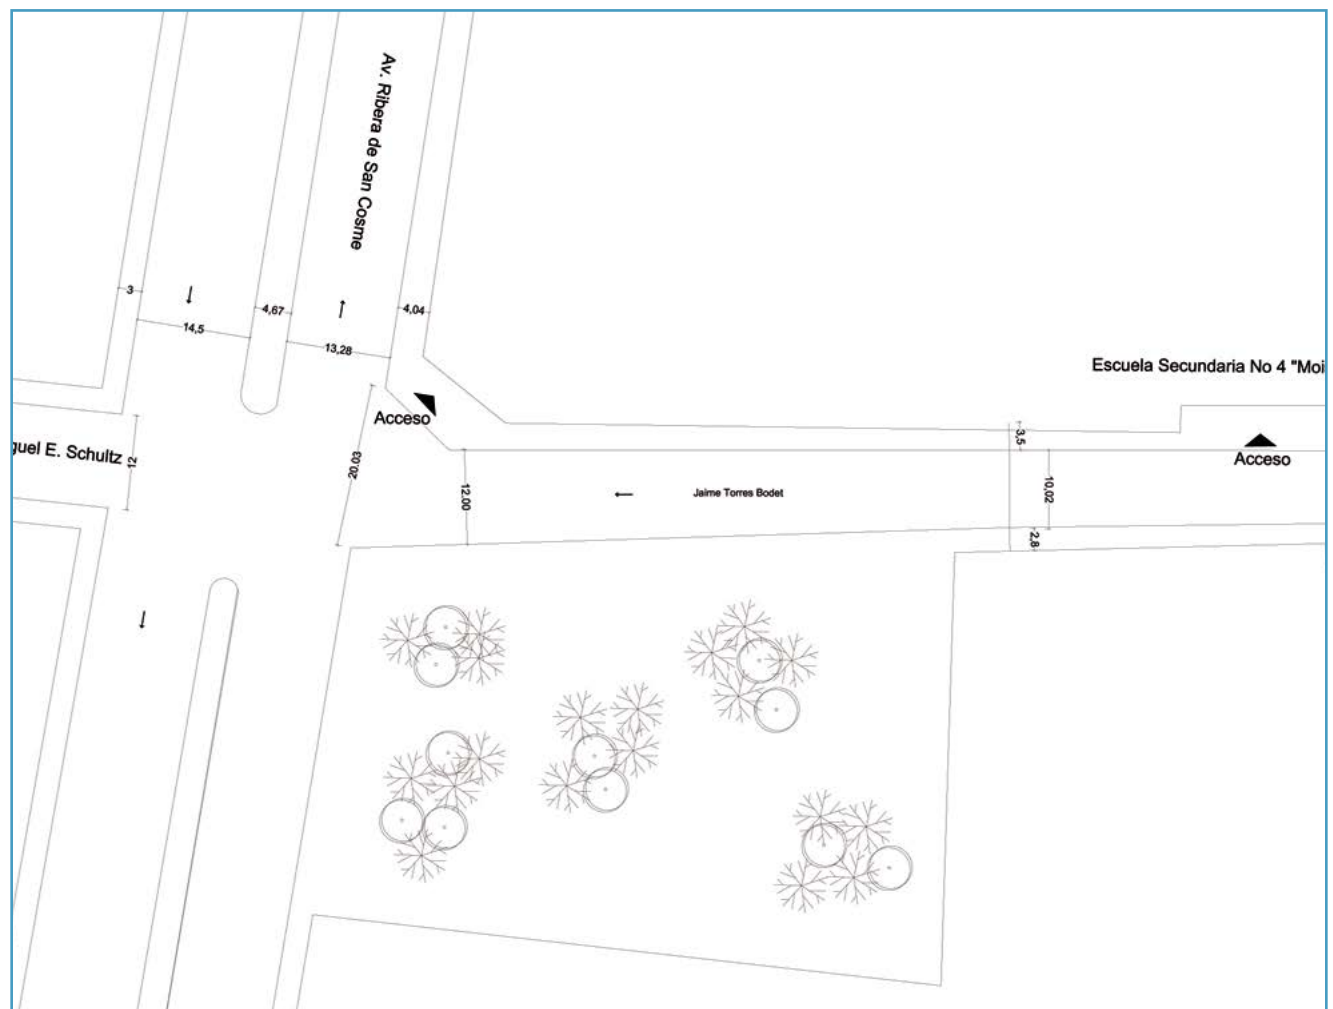 Av. Ribera de San Cosme
3
4,67
4,04
14,5
13,28
Escuela Secundaria No 4 "Moi
Acceso
3,5
guel E. Schultz
12
20.03
12.00
Jaime Torres Bodet
10,02
Acceso
2,8